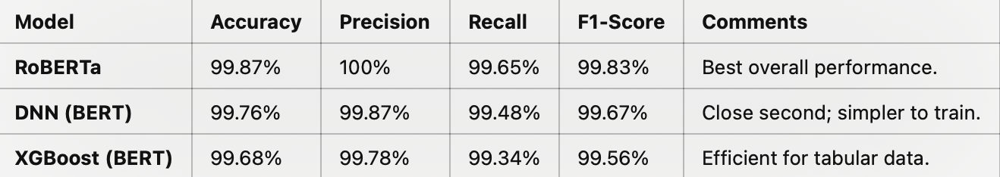 Model Accuracy Precision Recall F1-Score Comments
RoBERTa 99.87% 100% 99.65% 99.83% Best overall performance.
DNN (BERT) 99.76% 99.87% 99.48% 99.67% Close second; simpler to train.
XGBoost (BERT) 99.68% 99.78% 99.34% 99.56% Efficient for tabular data.